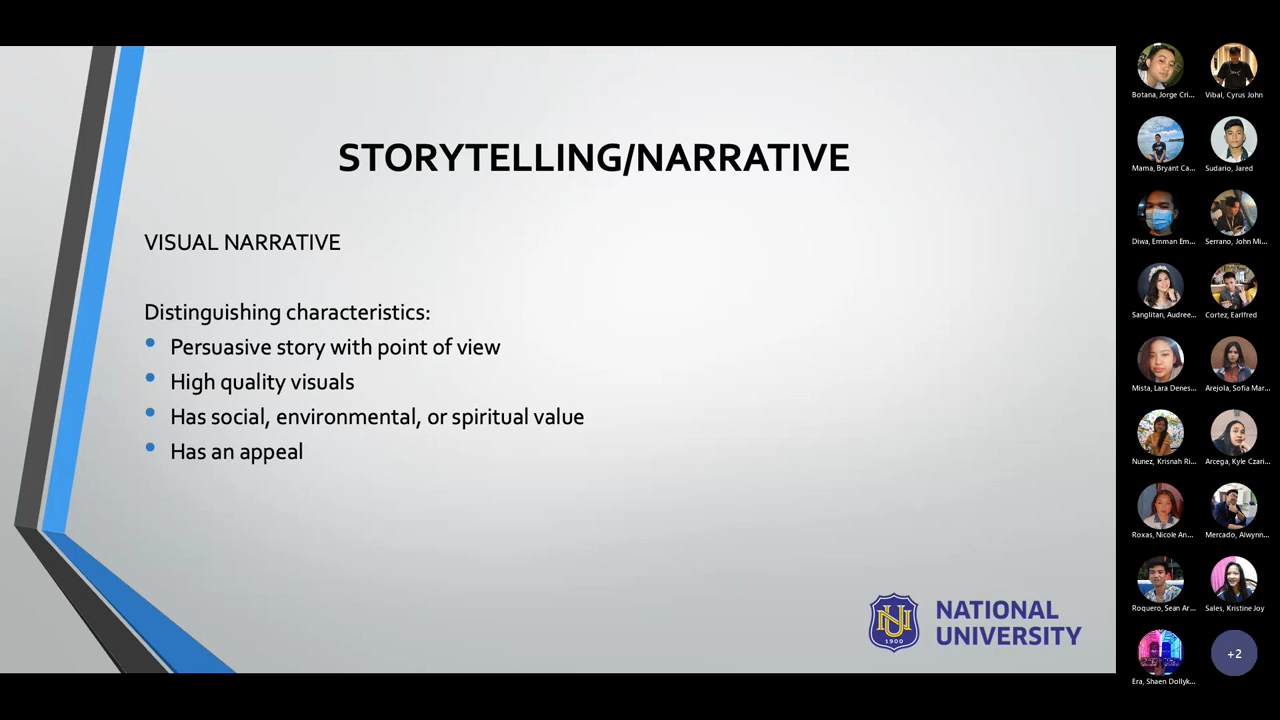 STORYTELLING/NARRATIVE
VISUAL NARRATIVE
Distinguishing characteristics:
Persuasive story with point of view
High quality visuals
Has social, environmental, or spiritual value
Has an appeal
NU
1900
NATIONAL
UNIVERSITY
Botana, Jorge Cri...
Vibal, Cyrus John
Mama, Bryant Ca...
Sudario, Jared
Diwa, Emman Em...
Serrano, John Mi...
Sanglitan, Audree...
Cortez, Earlfred
Mista, Lara Denes...
Arejola, Sofia Mar...
Nunez, Krisnah Ri...
Arcega, Kyle Czari...
Roxas, Nicole An...
Mercado, Alwynn...
Roquero, Sean Ar...
Sales, Kristine Joy
Era, Shaen Dollyk...
+2